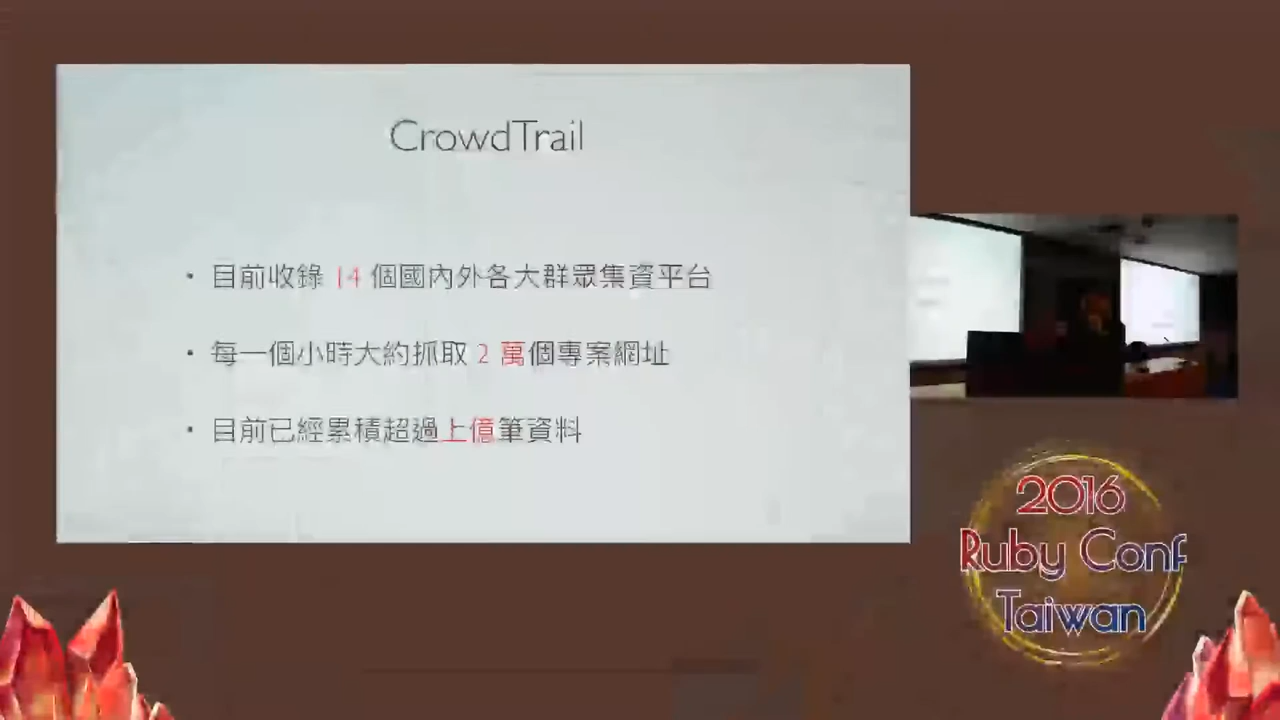 CrowdTrail
• 目前收錄 14 個國內外各大群眾集資平台
• 每一個小時大約抓取 2 萬個專案網址
• 目前已經累積超過上億筆資料
2016
Ruby Conf
Taiwan